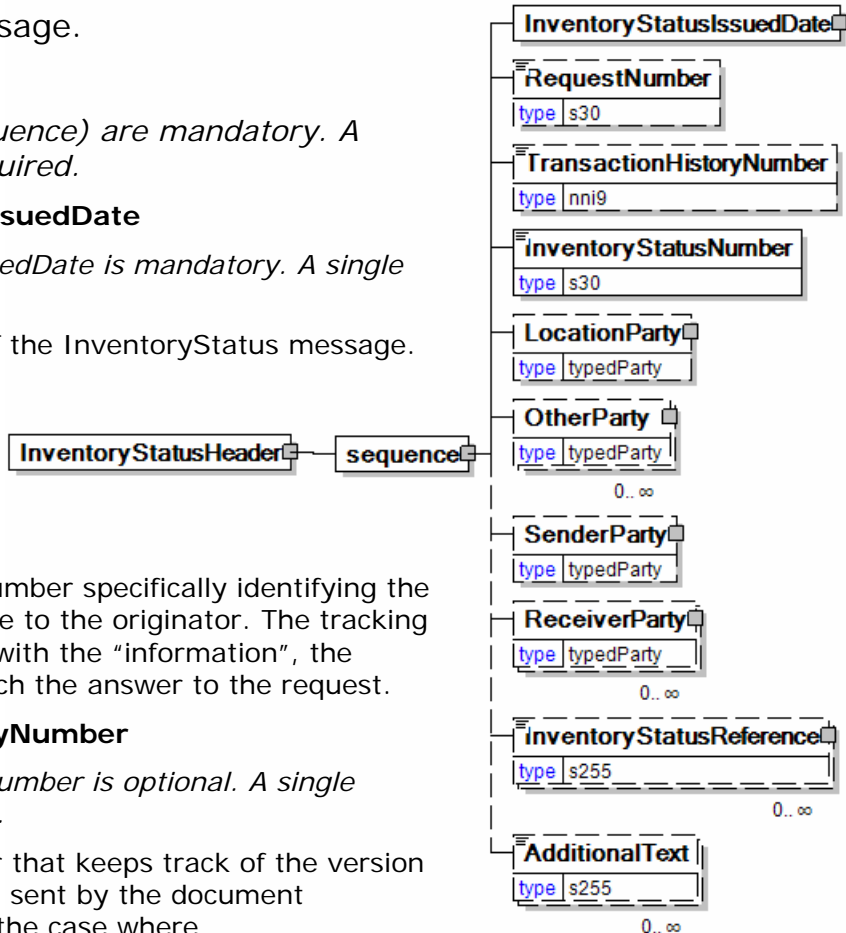 sage.
uence) are mandatory. A
uired.
suedDate
edDate is mandatory. A single
the InventoryStatus message.
umber specifically identifying the
e to the originator. The tracking
with the "information", the
ch the answer to the request.
yNumber
umber is optional. A single
that keeps track of the version
sent by the document
the case where
InventoryStatusHeader
sequence
InventoryStatusIssuedDate
RequestNumber
type s30
TransactionHistoryNumber
type nni9
InventoryStatusNumber
type s30
LocationParty
type typedParty
OtherParty
type typedParty
0.. ∞
SenderParty
type typedParty
ReceiverParty
type typedParty
0.. ∞
InventoryStatusReference
type s255
0.. ∞
AdditionalText
type s255
0.. ∞